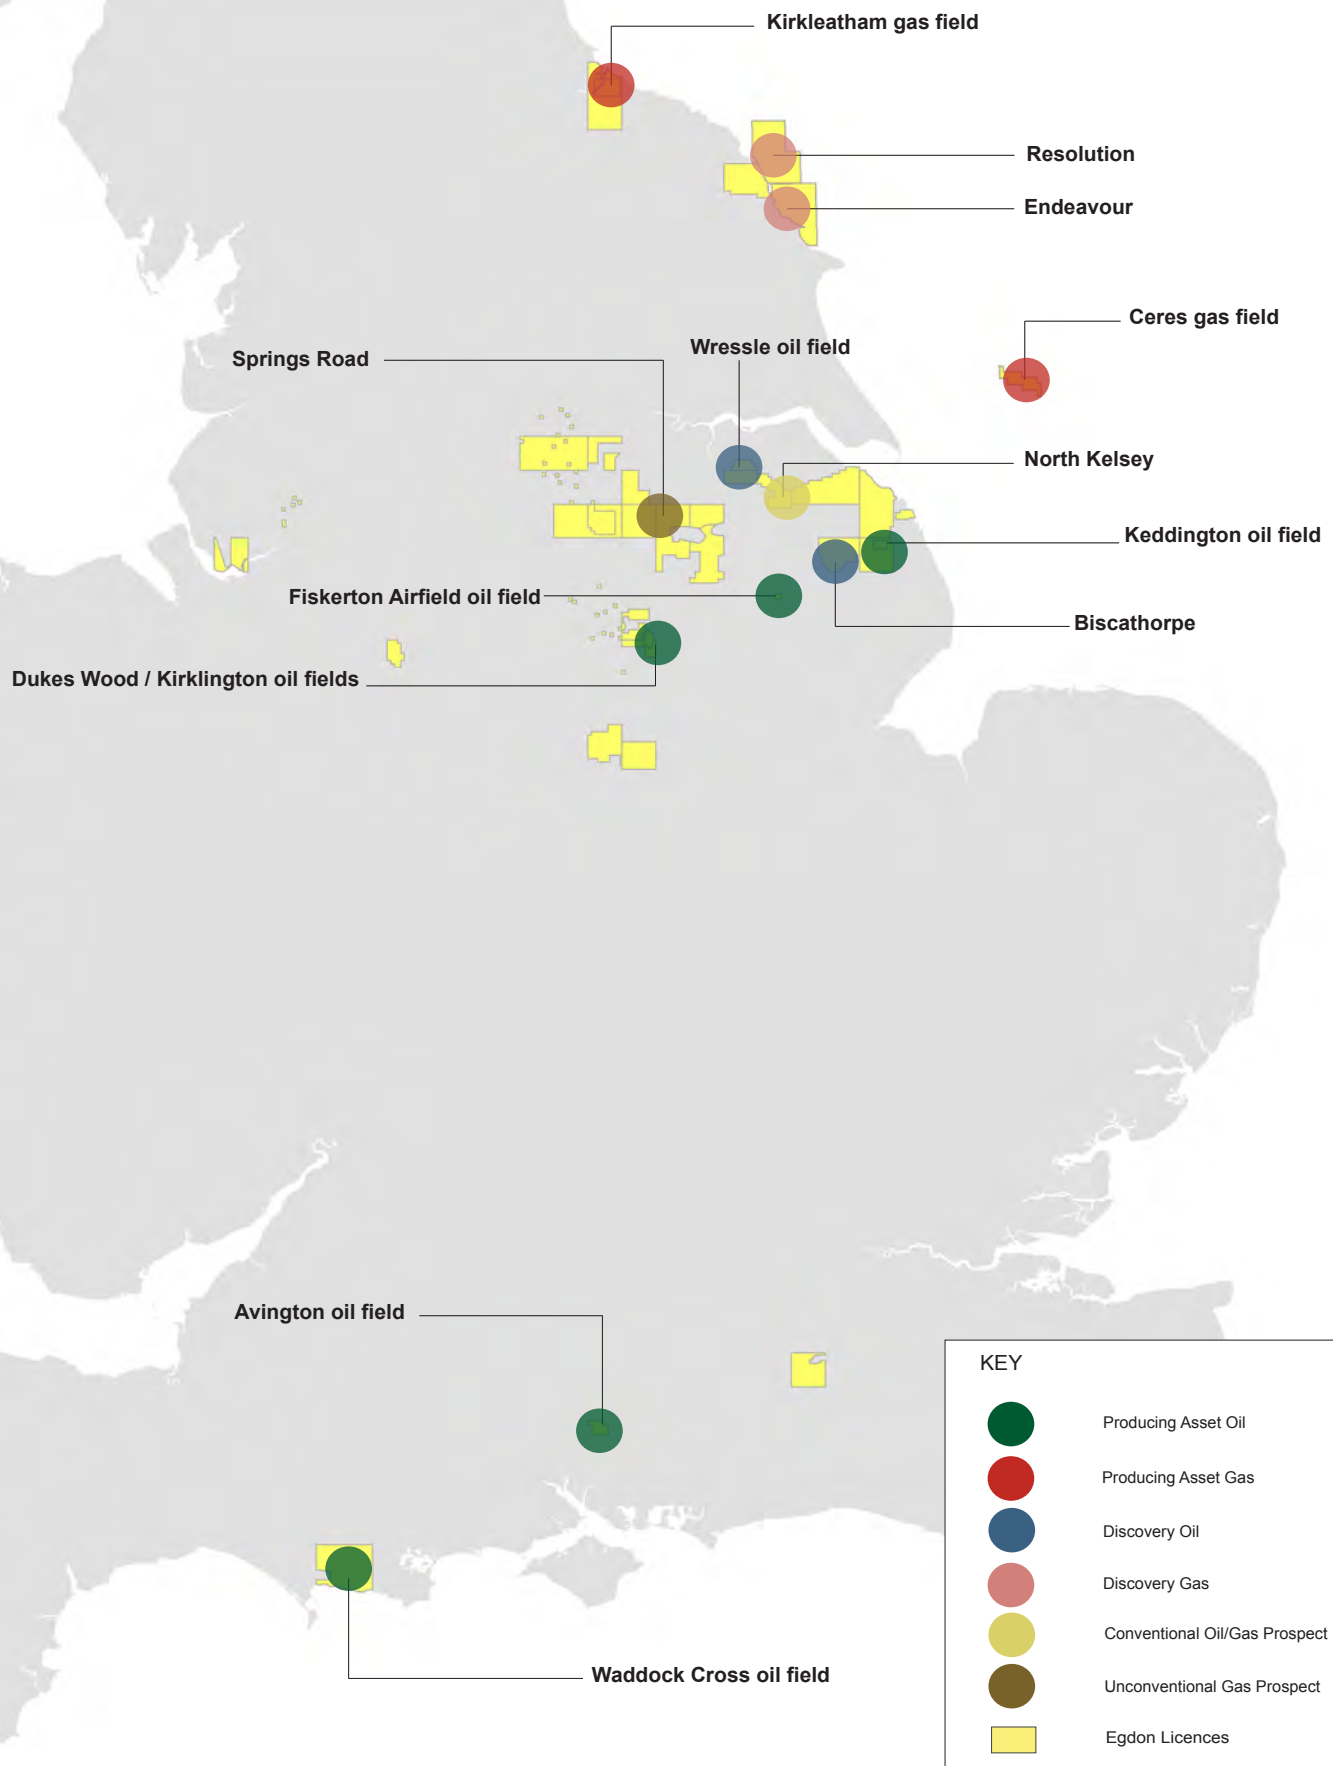 Kirkleatham gas field
Resolution
Endeavour
Ceres gas field
Wressle oil field
Springs Road
North Kelsey
Keddington oil field
Fiskerton Airfield oil field
Biscathorpe
Dukes Wood / Kirklington oil fields
Avington oil field
Waddock Cross oil field
KEY
Producing Asset Oil
Producing Asset Gas
Discovery Oil
Discovery Gas
Conventional Oil/Gas Prospect
Unconventional Gas Prospect
Egdon Licences